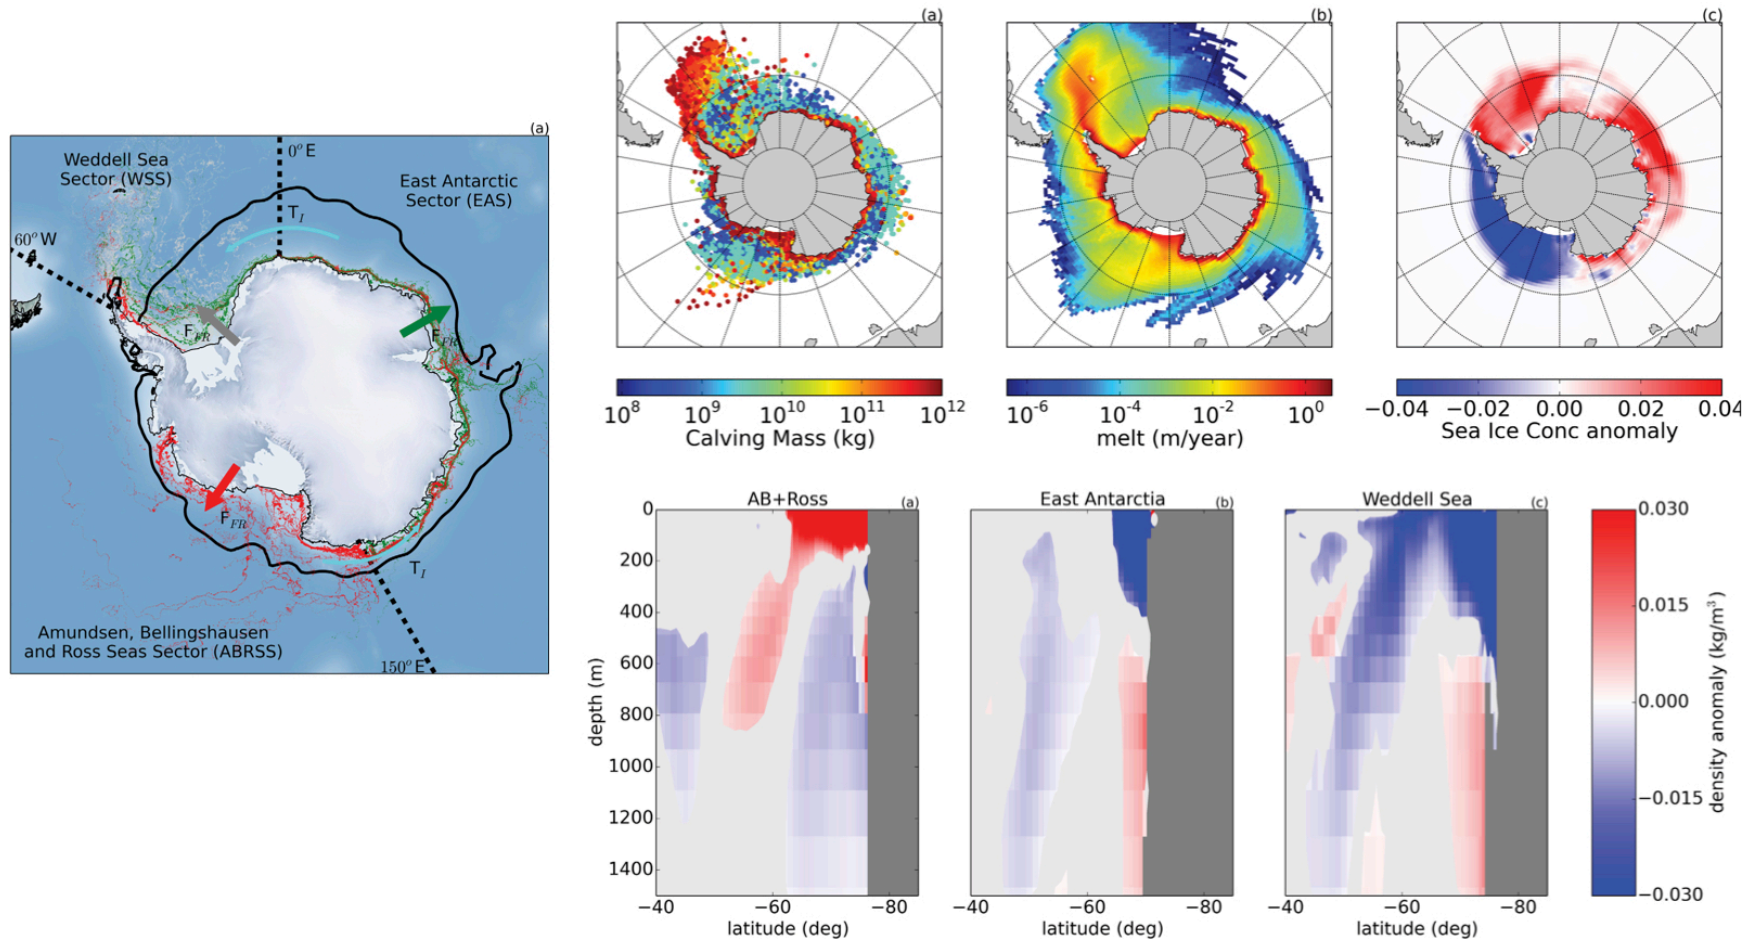 (a)
Weddell Sea
Sector (WSS)
0°E
East Antarctic
Sector (EAS)
T_I
60°W
F_FR
F_FR
F_FR
T_I
Amundsen, Bellingshausen
and Ross Seas Sector (ABRSS)
150°E
(a)
(b)
(c)
10^8 10^9 10^10 10^11 10^12
Calving Mass (kg)
10^-6 10^-4 10^-2 10^0
melt (m/year)
−0.04 −0.02 0.00 0.02 0.04
Sea Ice Conc anomaly
AB+Ross (a)
East Antarctia (b)
Weddell Sea (c)
0
200
400
600
800
1000
1200
1400
depth (m)
−40 −60 −80
latitude (deg)
−40 −60 −80
latitude (deg)
−40 −60 −80
latitude (deg)
0.030
0.015
0.000
−0.015
−0.030
density anomaly (kg/m³)